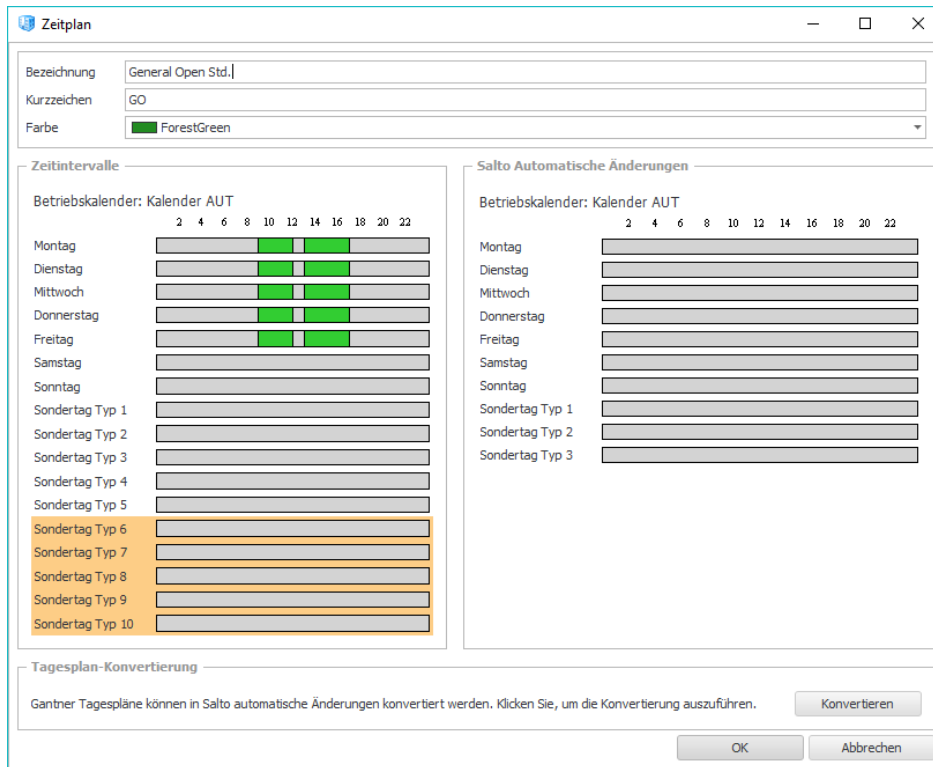 Zeitplan
Bezeichnung General Open Std.
Kurzzeichen GO
Farbe ForestGreen
Zeitintervalle
Betriebskalender: Kalender AUT
2 4 6 8 10 12 14 16 18 20 22
Montag
Dienstag
Mittwoch
Donnerstag
Freitag
Samstag
Sonntag
Sondertag Typ 1
Sondertag Typ 2
Sondertag Typ 3
Sondertag Typ 4
Sondertag Typ 5
Sondertag Typ 6
Sondertag Typ 7
Sondertag Typ 8
Sondertag Typ 9
Sondertag Typ 10
Salto Automatische Änderungen
Betriebskalender: Kalender AUT
2 4 6 8 10 12 14 16 18 20 22
Montag
Dienstag
Mittwoch
Donnerstag
Freitag
Samstag
Sonntag
Sondertag Typ 1
Sondertag Typ 2
Sondertag Typ 3
Tagesplan-Konvertierung
Gantner Tagespläne können in Salto automatische Änderungen konvertiert werden. Klicken Sie, um die Konvertierung auszuführen. Konvertieren
OK Abbrechen